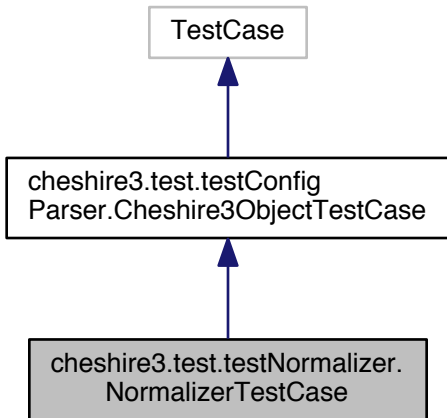 TestCase
cheshire3.test.testConfig
Parser.Cheshire3ObjectTestCase
cheshire3.test.testNormalizer.
NormalizerTestCase